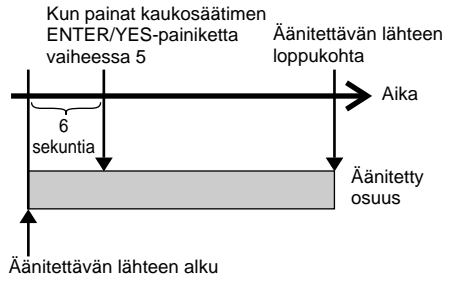 Kun painat kaukosäätimen
ENTER/YES-painiketta
vaiheessa 5
Äänitettävän lähteen
loppukohta
Aika
6
sekuntia
Äänitetty
osuus
Äänitettävän lähteen alku